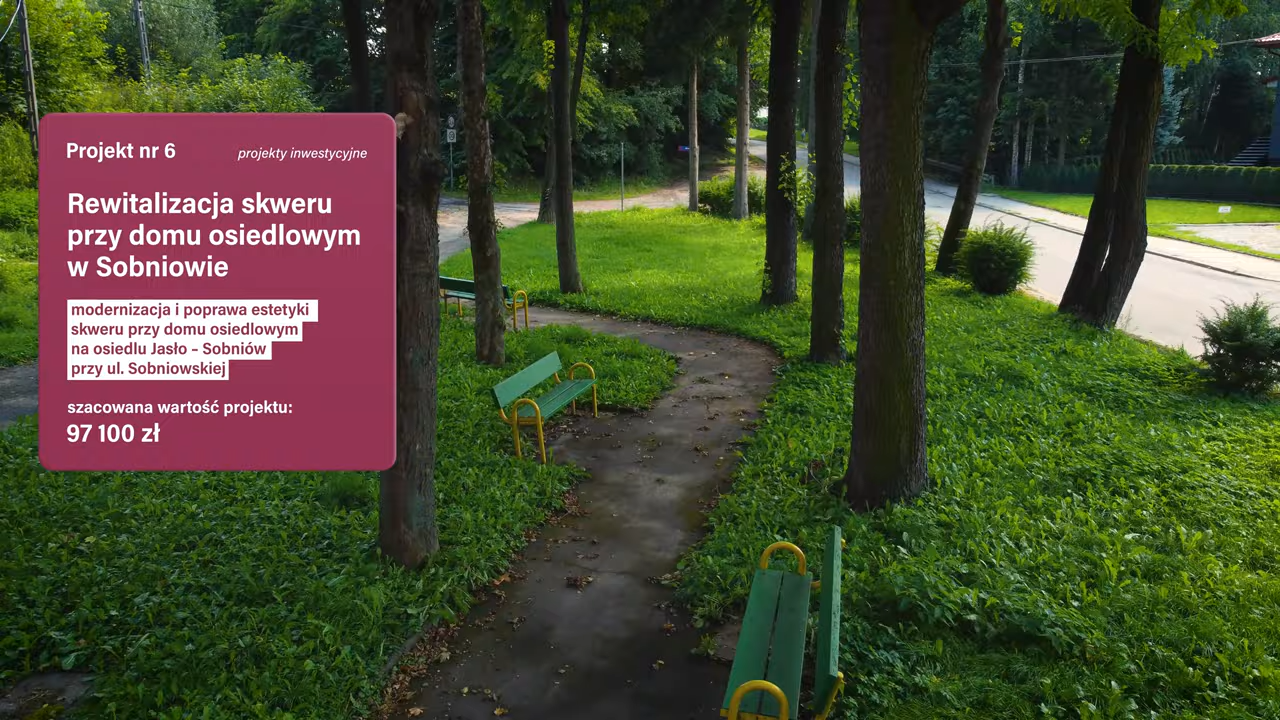 Projekt nr 6
projekty inwestycyjne
Rewitalizacja skweru
przy domu osiedlowym
w Sobniowie
modernizacja i poprawa estetyki
skweru przy domu osiedlowym
na osiedlu Jasło – Sobniów
przy ul. Sobniowskiej
szacowana wartość projektu:
97 100 zł